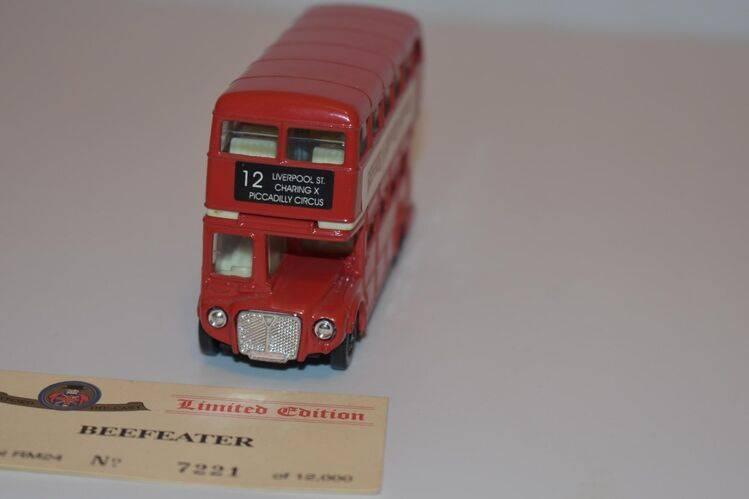 12 LIVERPOOL ST.
CHARING X
PICCADILLY CIRCUS
Limited Edition
BEEFEATER
RM24 Nº 7221 of 12,000